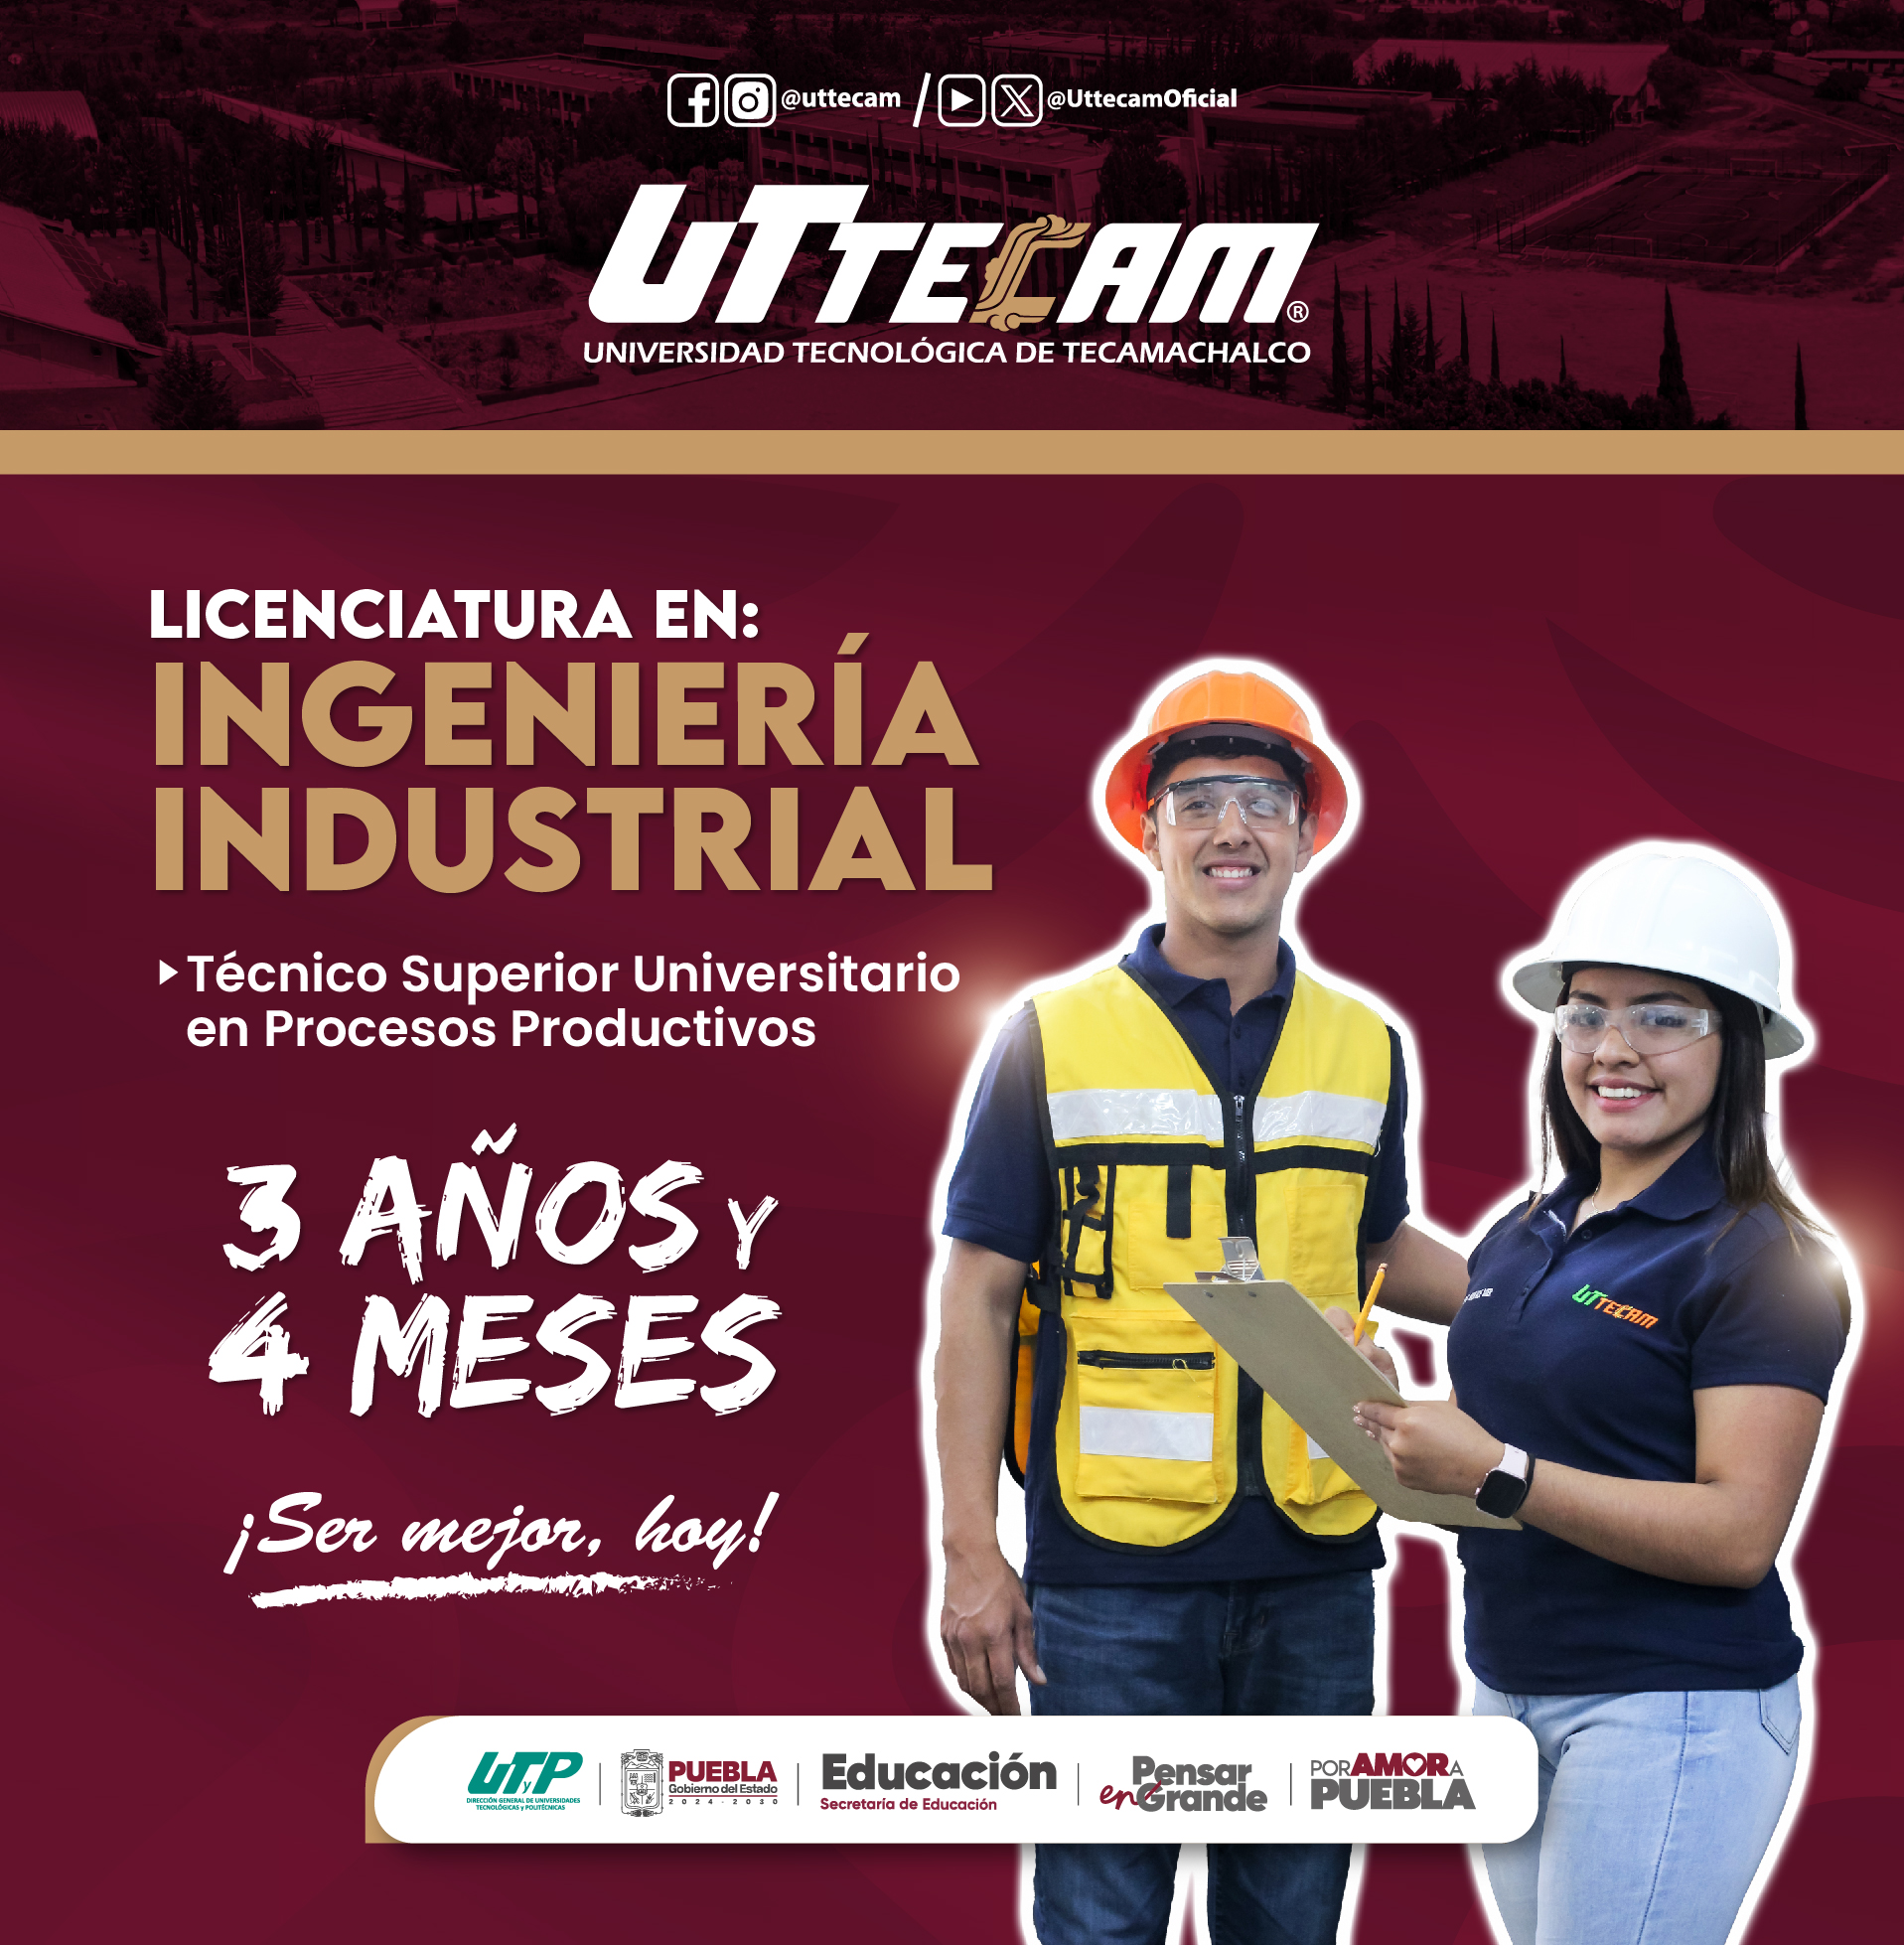 @uttecam / @UttecamOficial
UTTECAM®
UNIVERSIDAD TECNOLÓGICA DE TECAMACHALCO
LICENCIATURA EN:
INGENIERÍA
INDUSTRIAL
Técnico Superior Universitario
en Procesos Productivos
3 AÑOS Y
4 MESES
¡Ser mejor, hoy!
UTTECAM
UTyP
DIRECCIÓN GENERAL DE UNIVERSIDADES
TECNOLÓGICAS y POLITÉCNICAS
PUEBLA
Gobierno del Estado
2024 - 2030
Educación
Secretaría de Educación
Pensar
en Grande
POR AMOR A
PUEBLA